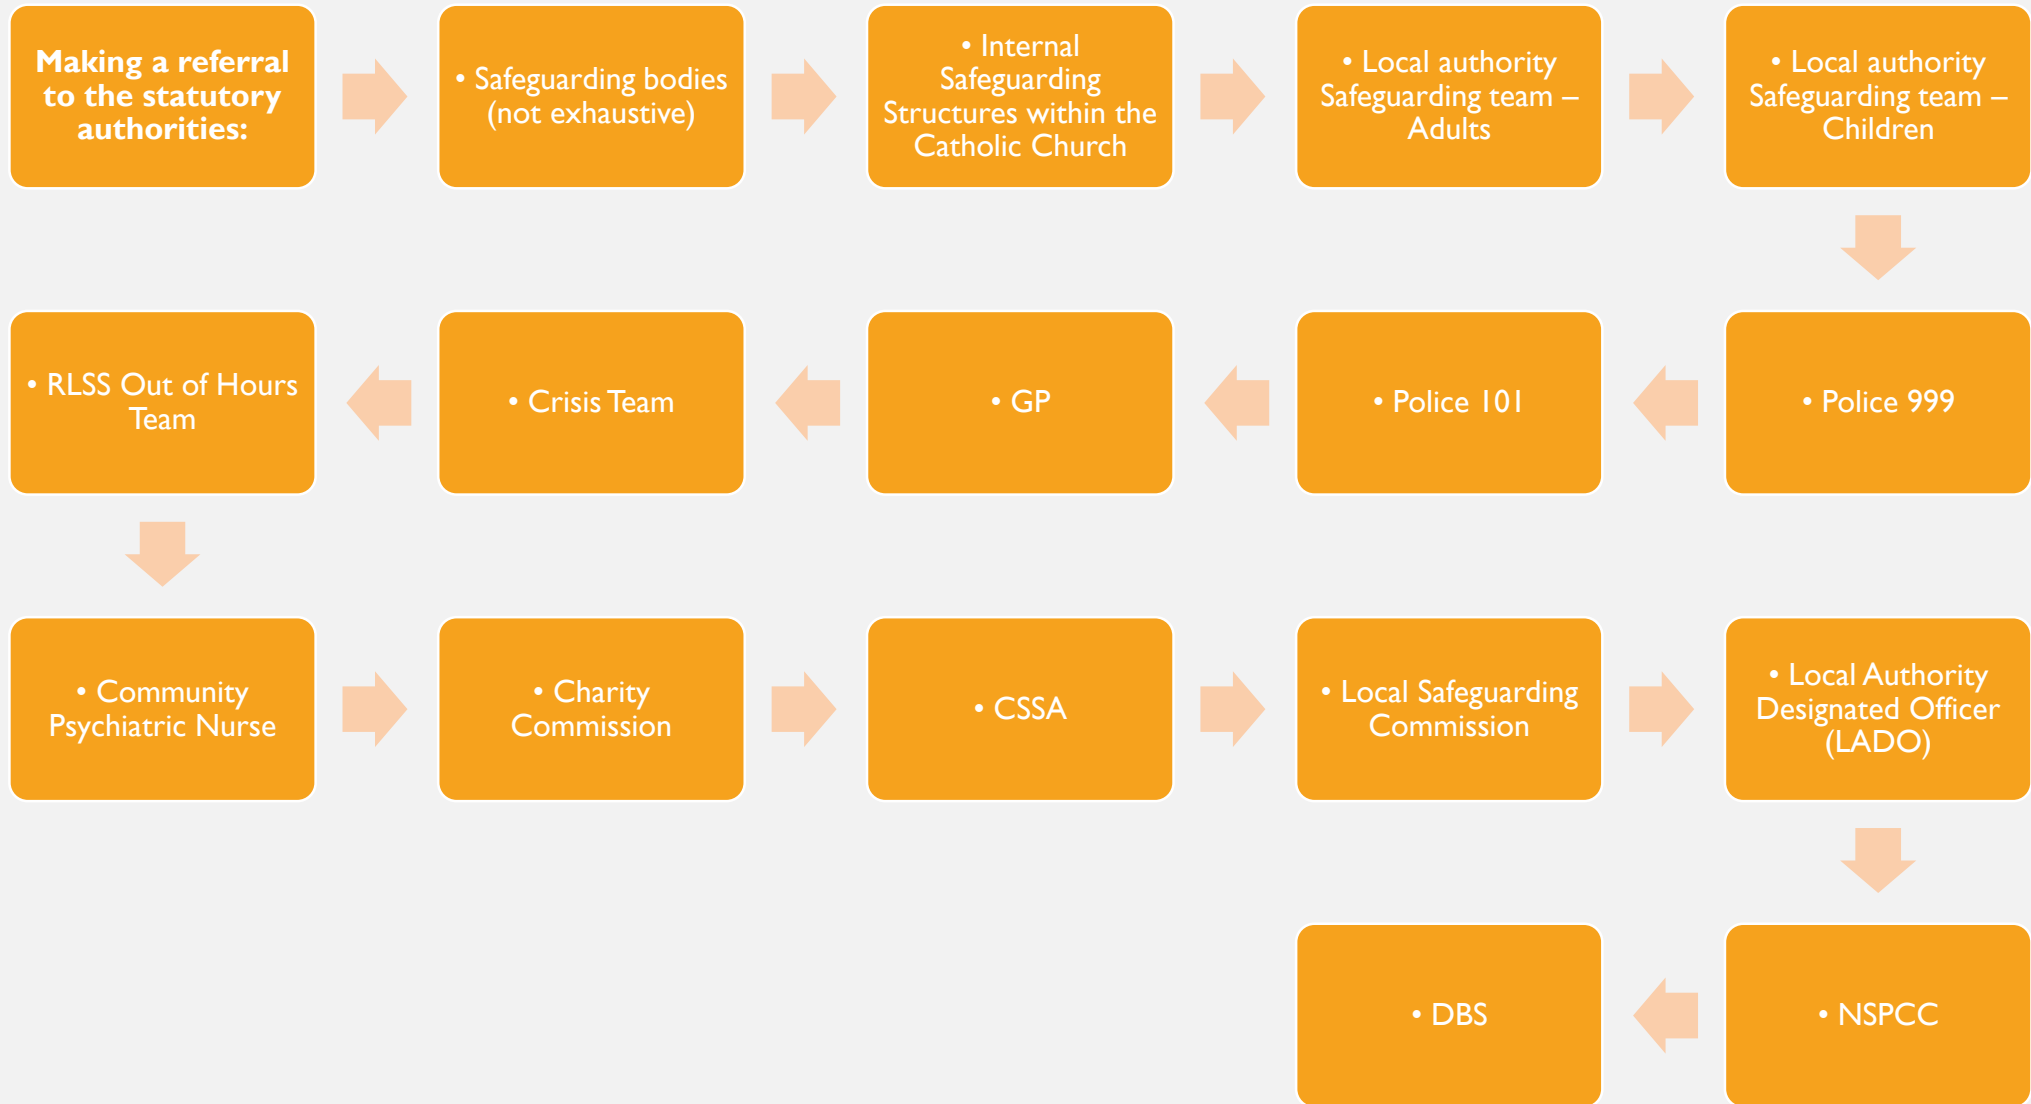 Making a referral
to the statutory
authorities:
• Safeguarding bodies
(not exhaustive)
• Internal
Safeguarding
Structures within the
Catholic Church
• Local authority
Safeguarding team –
Adults
• Local authority
Safeguarding team –
Children
• Police 999
• Police 101
• GP
• Crisis Team
• RLSS Out of Hours
Team
• Community
Psychiatric Nurse
• Charity
Commission
• CSSA
• Local Safeguarding
Commission
• Local Authority
Designated Officer
(LADO)
• NSPCC
• DBS